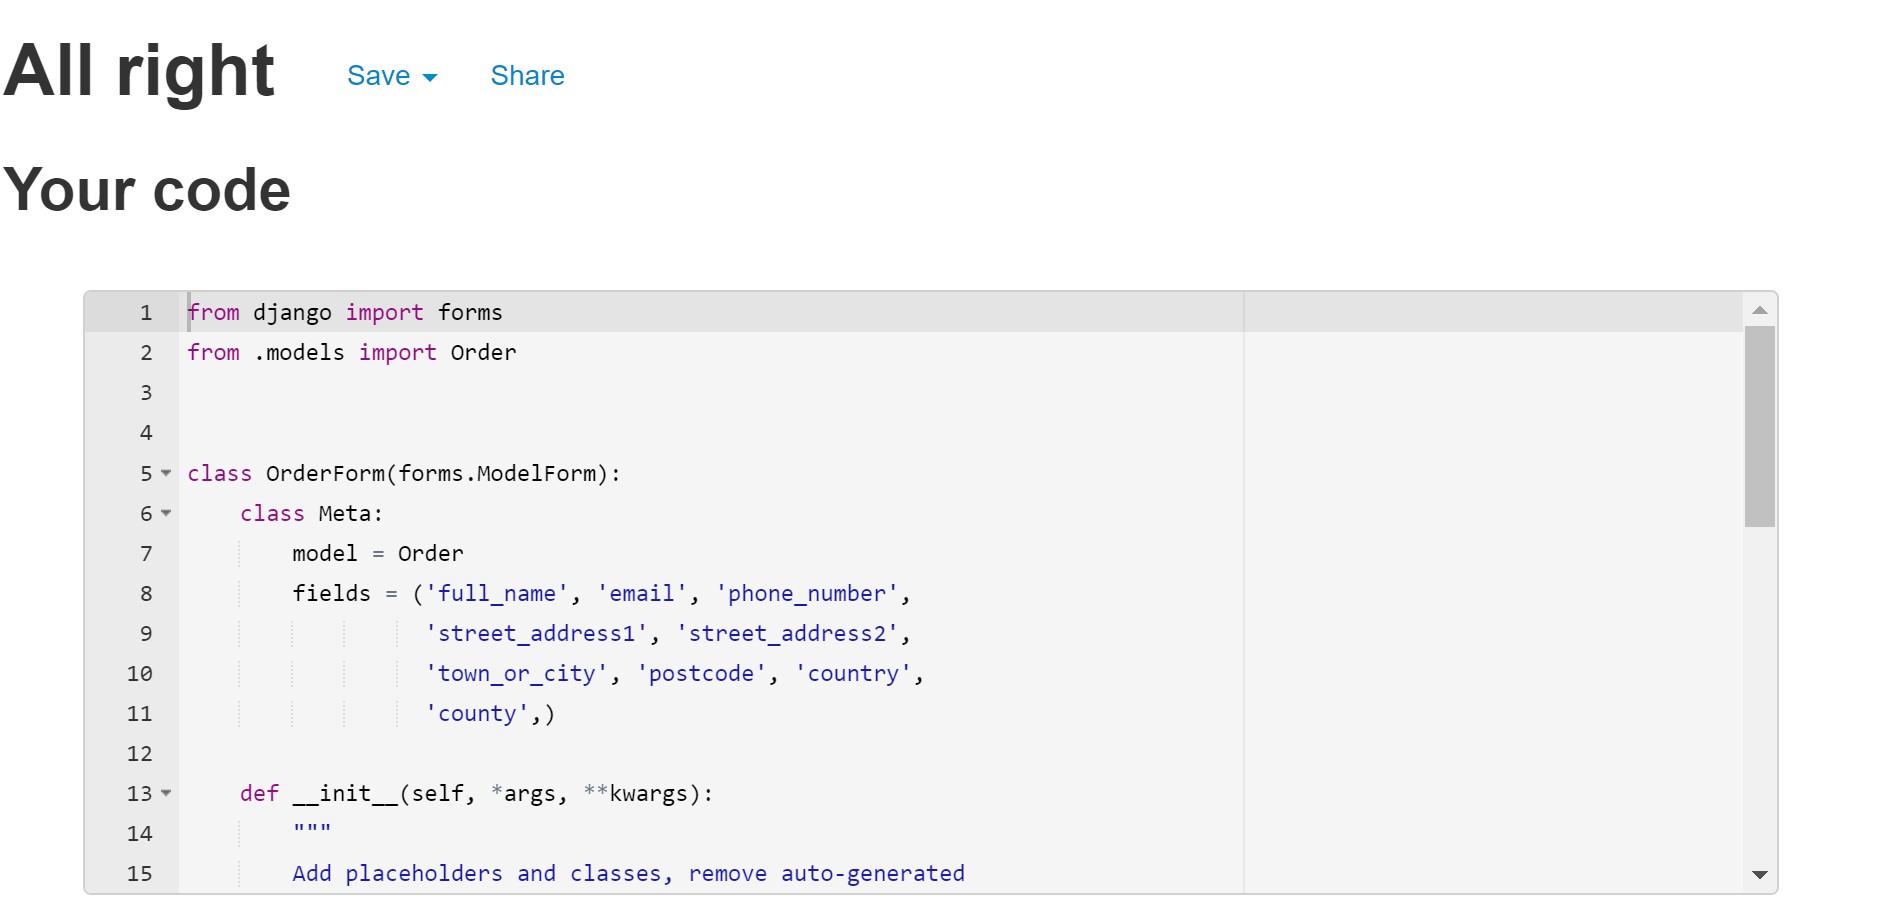 All right Save Share
Your code
1 from django import forms
2 from .models import Order
3
4
5 class OrderForm(forms.ModelForm):
6     class Meta:
7         model = Order
8         fields = ('full_name', 'email', 'phone_number',
9                   'street_address1', 'street_address2',
10                   'town_or_city', 'postcode', 'country',
11                   'county',)
12
13     def __init__(self, *args, **kwargs):
14         """
15         Add placeholders and classes, remove auto-generated